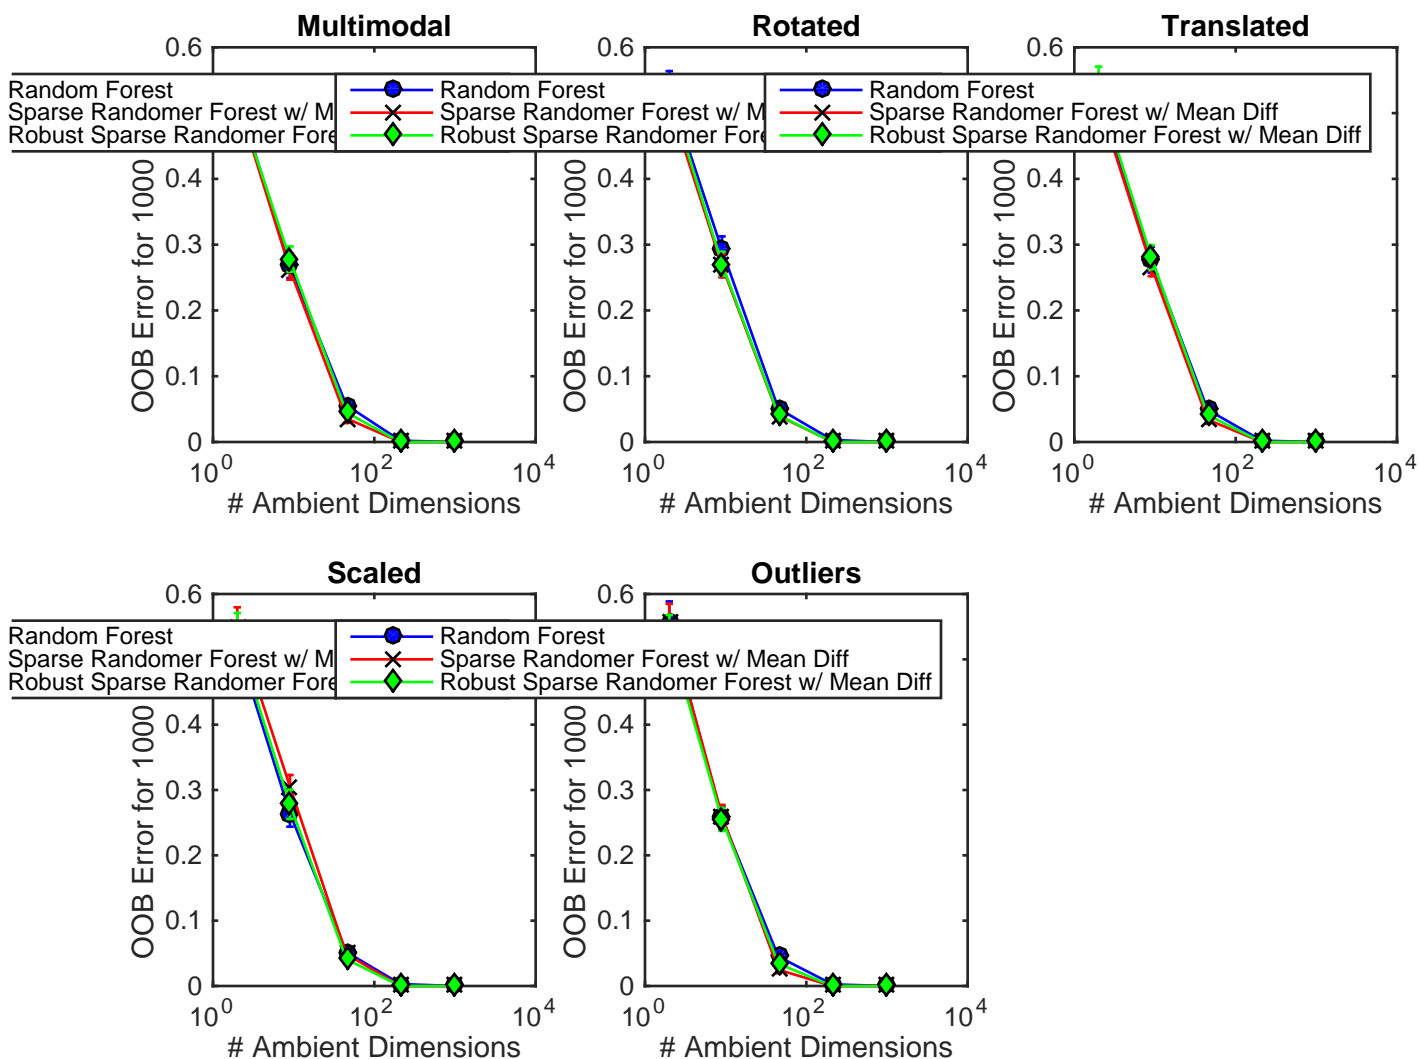 Multimodal
Rotated
Translated
0.6
0.6
0.6
Random Forest
Sparse Randomer Forest w/ M
Robust Sparse Randomer Fore
Random Forest
Sparse Randomer Forest w/ M
Robust Sparse Randomer Fore
Random Forest
Sparse Randomer Forest w/ Mean Diff
Robust Sparse Randomer Forest w/ Mean Diff
OOB Error for 1000
0.4
0.3
0.2
0.1
0
OOB Error for 1000
0.4
0.3
0.2
0.1
0
OOB Error for 1000
0.4
0.3
0.2
0.1
0
10^0 10^2 10^4
10^0 10^2 10^4
10^0 10^2 10^4
# Ambient Dimensions
# Ambient Dimensions
# Ambient Dimensions
Scaled
Outliers
0.6
0.6
Random Forest
Sparse Randomer Forest w/ M
Robust Sparse Randomer Fore
Random Forest
Sparse Randomer Forest w/ Mean Diff
Robust Sparse Randomer Forest w/ Mean Diff
OOB Error for 1000
0.4
0.3
0.2
0.1
0
OOB Error for 1000
0.4
0.3
0.2
0.1
0
10^0 10^2 10^4
10^0 10^2 10^4
# Ambient Dimensions
# Ambient Dimensions